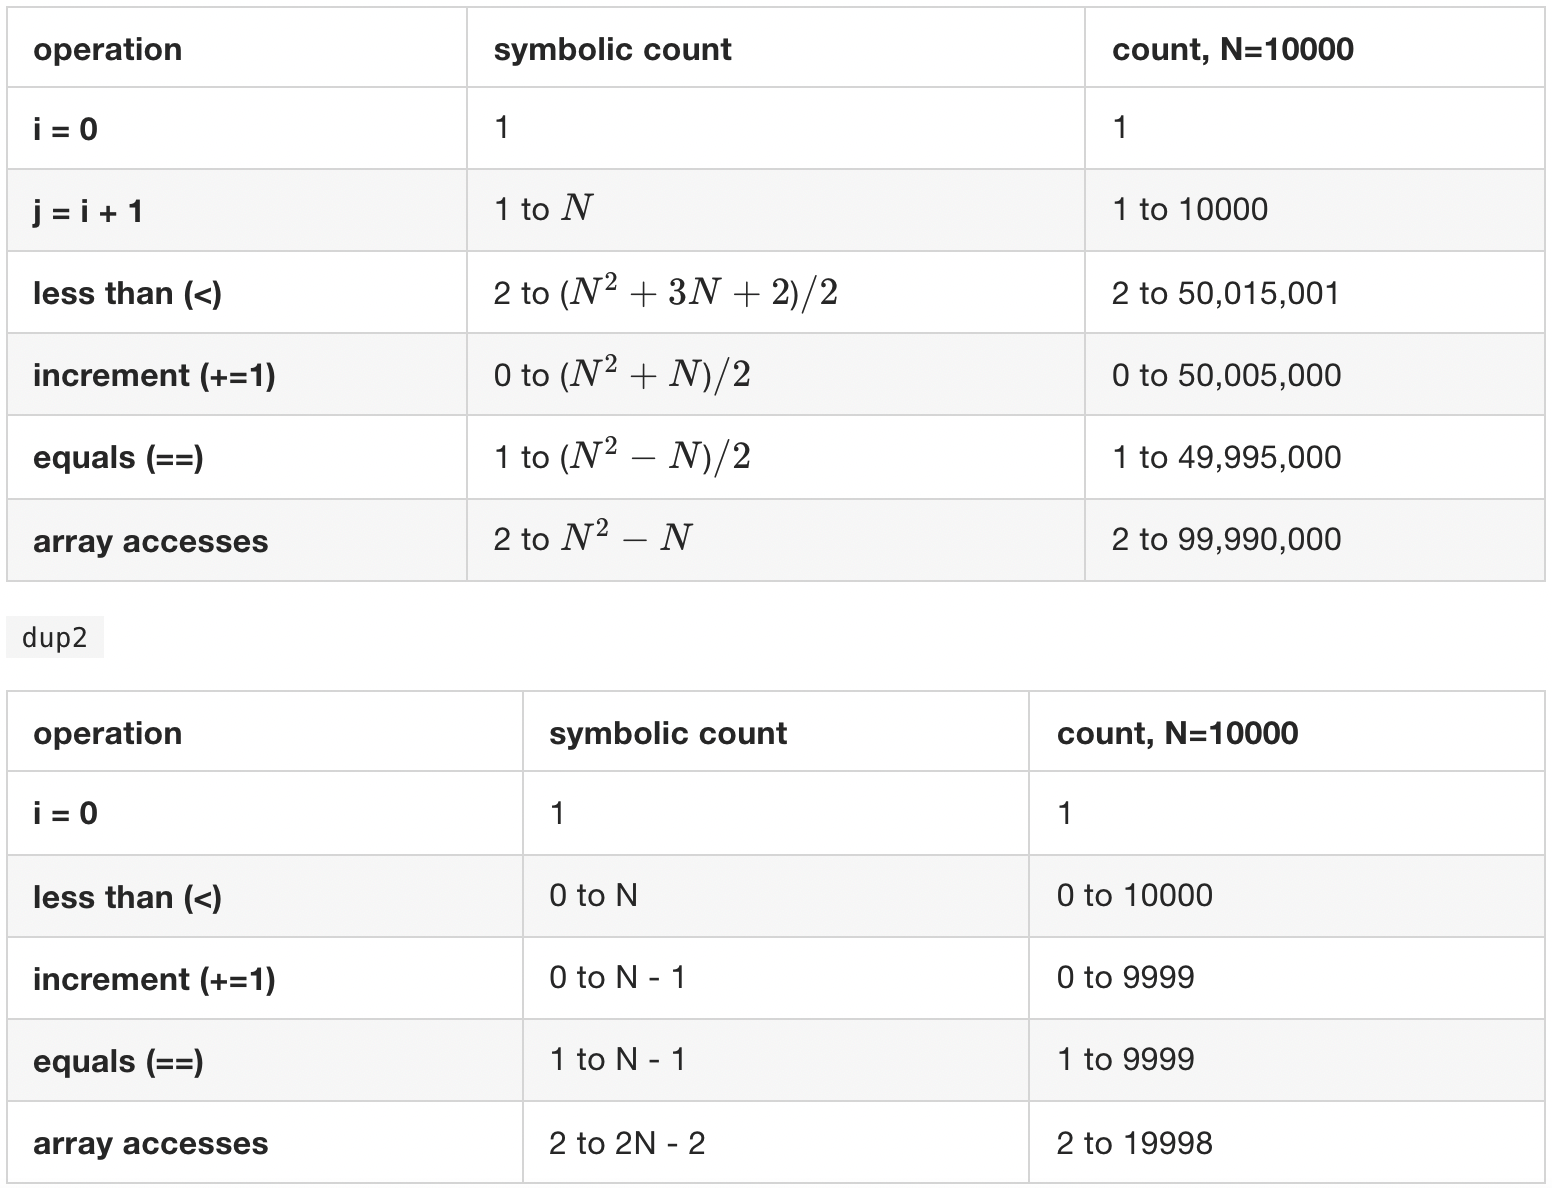 operation symbolic count count, N=10000
i = 0 1 1
j = i + 1 1 to N 1 to 10000
less than (<) 2 to (N² + 3N + 2)/2 2 to 50,015,001
increment (+=1) 0 to (N² + N)/2 0 to 50,005,000
equals (==) 1 to (N² − N)/2 1 to 49,995,000
array accesses 2 to N² − N 2 to 99,990,000
dup2
operation symbolic count count, N=10000
i = 0 1 1
less than (<) 0 to N 0 to 10000
increment (+=1) 0 to N - 1 0 to 9999
equals (==) 1 to N - 1 1 to 9999
array accesses 2 to 2N - 2 2 to 19998